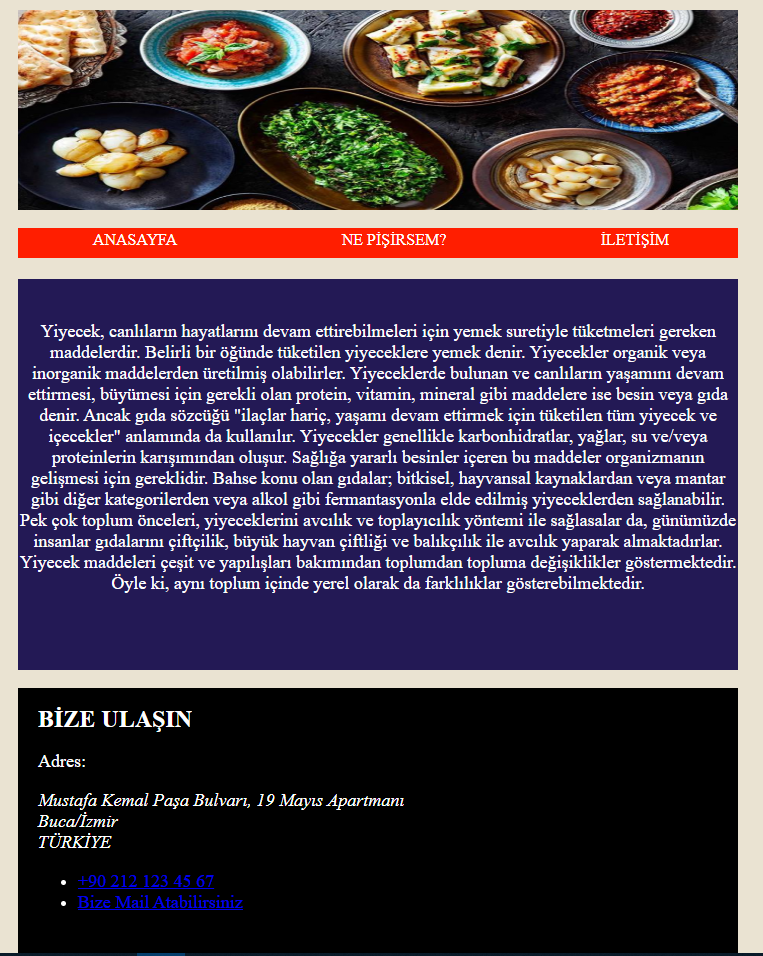 ANASAYFA NE PİŞİRSEM? İLETİŞİM
Yiyecek, canlıların hayatlarını devam ettirebilmeleri için yemek suretiyle tüketmeleri gereken
maddelerdir. Belirli bir öğünde tüketilen yiyeceklere yemek denir. Yiyecekler organik veya
inorganik maddelerden üretilmiş olabilirler. Yiyeceklerde bulunan ve canlıların yaşamını devam
ettirmesi, büyümesi için gerekli olan protein, vitamin, mineral gibi maddelere ise besin veya gıda
denir. Ancak gıda sözcüğü "ilaçlar hariç, yaşamı devam ettirmek için tüketilen tüm yiyecek ve
içecekler" anlamında da kullanılır. Yiyecekler genellikle karbonhidratlar, yağlar, su ve/veya
proteinlerin karışımından oluşur. Sağlığa yararlı besinler içeren bu maddeler organizmanın
gelişmesi için gereklidir. Bahse konu olan gıdalar; bitkisel, hayvansal kaynaklardan veya mantar
gibi diğer kategorilerden veya alkol gibi fermantasyonla elde edilmiş yiyeceklerden sağlanabilir.
Pek çok toplum önceleri, yiyeceklerini avcılık ve toplayıcılık yöntemi ile sağlasalar da, günümüzde
insanlar gıdalarını çiftçilik, büyük hayvan çiftliği ve balıkçılık ile avcılık yaparak almaktadırlar.
Yiyecek maddeleri çeşit ve yapılışları bakımından toplumdan topluma değişiklikler göstermektedir.
Öyle ki, aynı toplum içinde yerel olarak da farklılıklar gösterebilmektedir.
BİZE ULAŞIN
Adres:
Mustafa Kemal Paşa Bulvarı, 19 Mayıs Apartmanı
Buca/İzmir
TÜRKİYE
+90 212 123 45 67
Bize Mail Atabilirsiniz